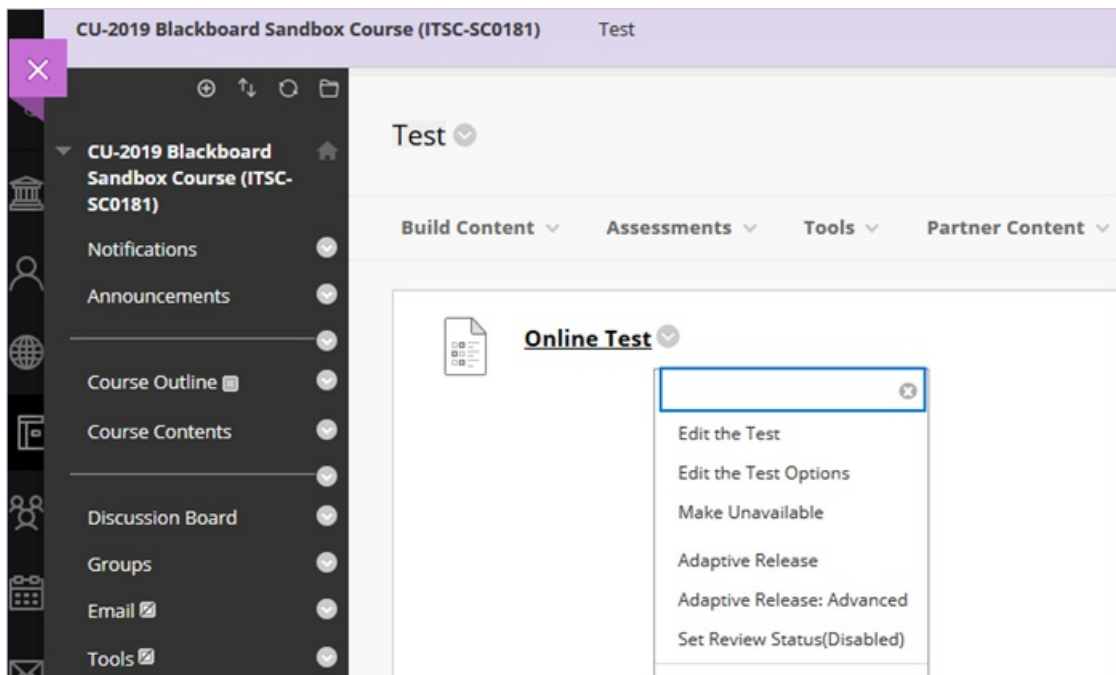 CU-2019 Blackboard Sandbox Course (ITSC-SC0181) Test
Test
CU-2019 Blackboard
Sandbox Course (ITSC-
SC0181)
Notifications
Announcements
Course Outline
Course Contents
Discussion Board
Groups
Email
Tools
Build Content Assessments Tools Partner Content
Online Test
Edit the Test
Edit the Test Options
Make Unavailable
Adaptive Release
Adaptive Release: Advanced
Set Review Status(Disabled)